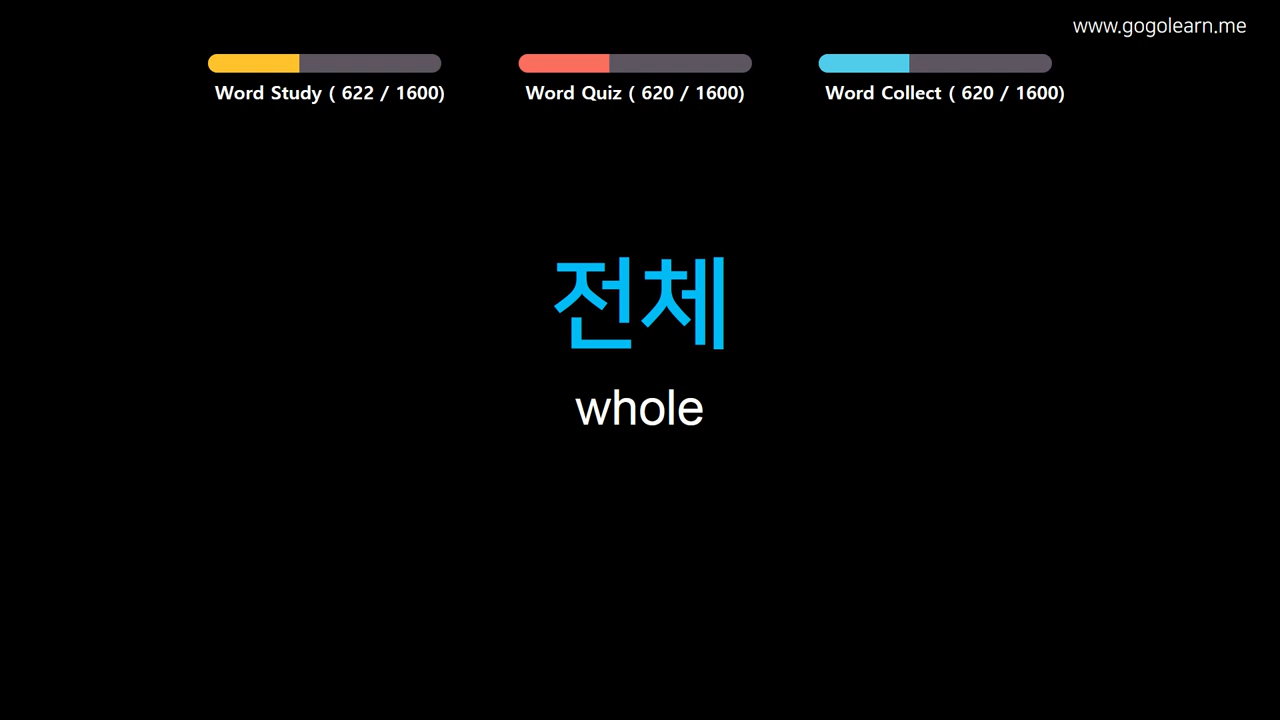 www.gogolearn.me
Word Study ( 622 / 1600)
Word Quiz ( 620 / 1600)
Word Collect ( 620 / 1600)
전체
whole